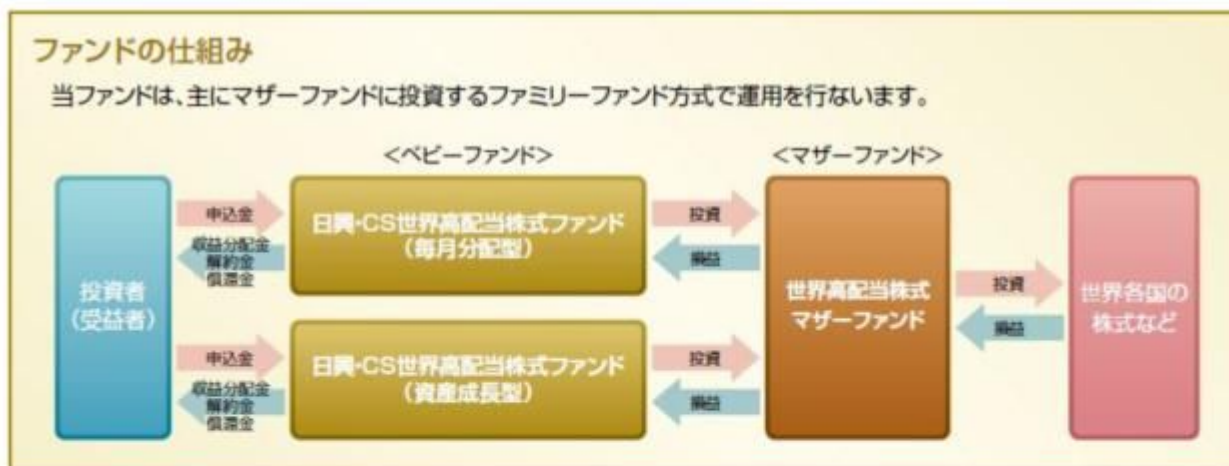 ファンドの仕組み
当ファンドは、主にマザーファンドに投資するファミリーファンド方式で運用を行ないます。
＜ベビーファンド＞
＜マザーファンド＞
投資者
（受益者）
申込金
収益分配金
解約金
償還金
日興・CS世界高配当株式ファンド
（毎月分配型）
投資
損益
申込金
収益分配金
解約金
償還金
日興・CS世界高配当株式ファンド
（資産成長型）
投資
損益
世界高配当株式
マザーファンド
投資
損益
世界各国の
株式など